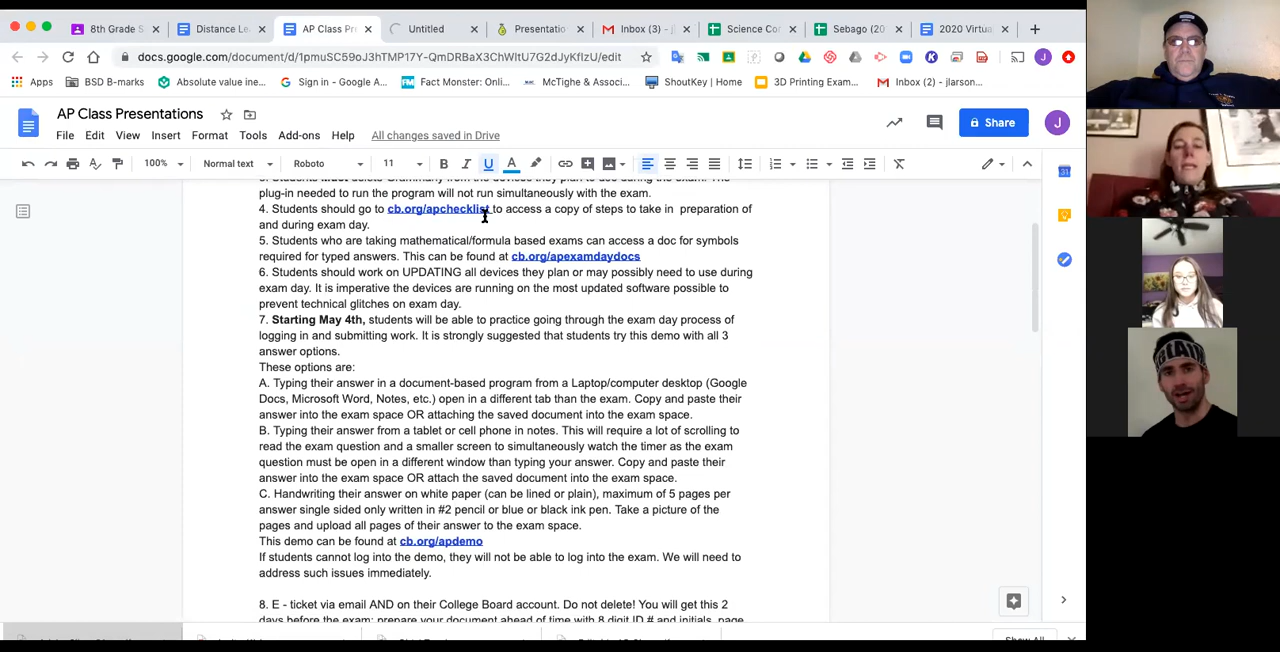 8th Grade S
Distance Le
AP Class Pr
Untitled
Presentatio
Inbox (3) - j
Science Co
Sebago (20
2020 Virtua
docs.google.com/document/d/1pmuSC59oJ3hTMP17Y-QmDRBaX3ChWltU7G2dJyKfIzU/edit
Apps
BSD B-marks
Absolute value ine...
Sign in - Google A...
Fact Monster: Onli...
McTighe & Associ...
ShoutKey | Home
3D Printing Exam...
Inbox (2) - jlarson...
AP Class Presentations
File Edit View Insert Format Tools Add-ons Help All changes saved in Drive
Share
J
100% Normal text Roboto 11 B I U A
plug-in needed to run the program will not run simultaneously with the exam.
4. Students should go to cb.org/apchecklist to access a copy of steps to take in preparation of
and during exam day.
5. Students who are taking mathematical/formula based exams can access a doc for symbols
required for typed answers. This can be found at cb.org/apexamdaydocs
6. Students should work on UPDATING all devices they plan or may possibly need to use during
exam day. It is imperative the devices are running on the most updated software possible to
prevent technical glitches on exam day.
7. Starting May 4th, students will be able to practice going through the exam day process of
logging in and submitting work. It is strongly suggested that students try this demo with all 3
answer options.
These options are:
A. Typing their answer in a document-based program from a Laptop/computer desktop (Google
Docs, Microsoft Word, Notes, etc.) open in a different tab than the exam. Copy and paste their
answer into the exam space OR attaching the saved document into the exam space.
B. Typing their answer from a tablet or cell phone in notes. This will require a lot of scrolling to
read the exam question and a smaller screen to simultaneously watch the timer as the exam
question must be open in a different window than typing your answer. Copy and paste their
answer into the exam space OR attach the saved document into the exam space.
C. Handwriting their answer on white paper (can be lined or plain), maximum of 5 pages per
answer single sided only written in #2 pencil or blue or black ink pen. Take a picture of the
pages and upload all pages of their answer to the exam space.
This demo can be found at cb.org/apdemo
If students cannot log into the demo, they will not be able to log into the exam. We will need to
address such issues immediately.
8. E - ticket via email AND on their College Board account. Do not delete! You will get this 2
days before the exam; prepare your document ahead of time with 8 digit ID # and initials, page
Show All